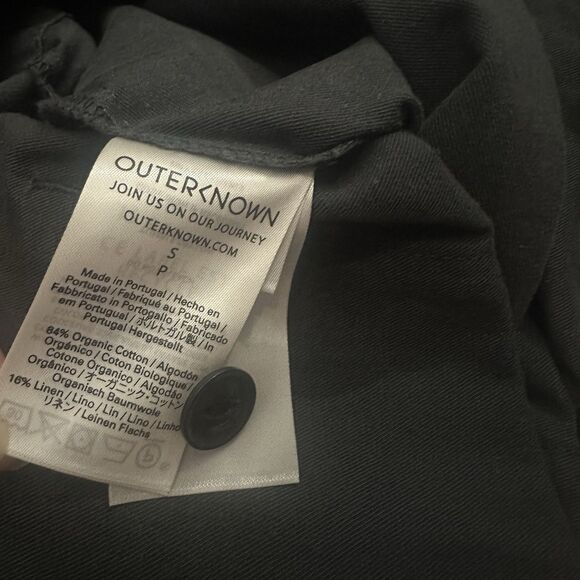 OUTERKNOWN
JOIN US ON OUR JOURNEY
OUTERKNOWN.COM
S
P
Made in Portugal / Hecho en
Portugal / Fabriqué au Portugal /
Fabbricato in Portogallo / Fabricado
em Portugual / ポルトガル製 / In
Portugal Hergestellt
84% Organic Cotton / Algodón
Orgánico / Coton Biologique /
Cotone Organico / Algodão
Orgânico / オーガニック・コットン
Organisch Baumwole
16% Linen / Lino / Lin / Lino / Linho
リネン / Leinen Flachs